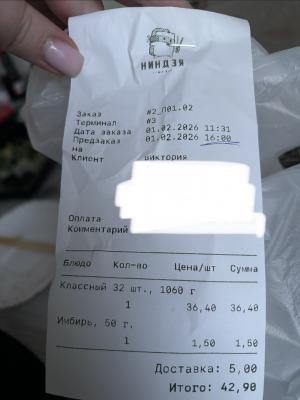 НИНДЗЯ
Заказ #2_П01.02
Терминал #3
Дата заказа 01.02.2026 11:31
Предзаказ 01.02.2026 16:00
на
Клиент Виктория
Оплата
Комментарий
Блюдо Кол-во Цена/шт Сумма
Классный 32 шт., 1060 г
1 36,40 36,40
Имбирь, 50 г.
1 1,50 1,50
Доставка: 5,00
Итого: 42,90